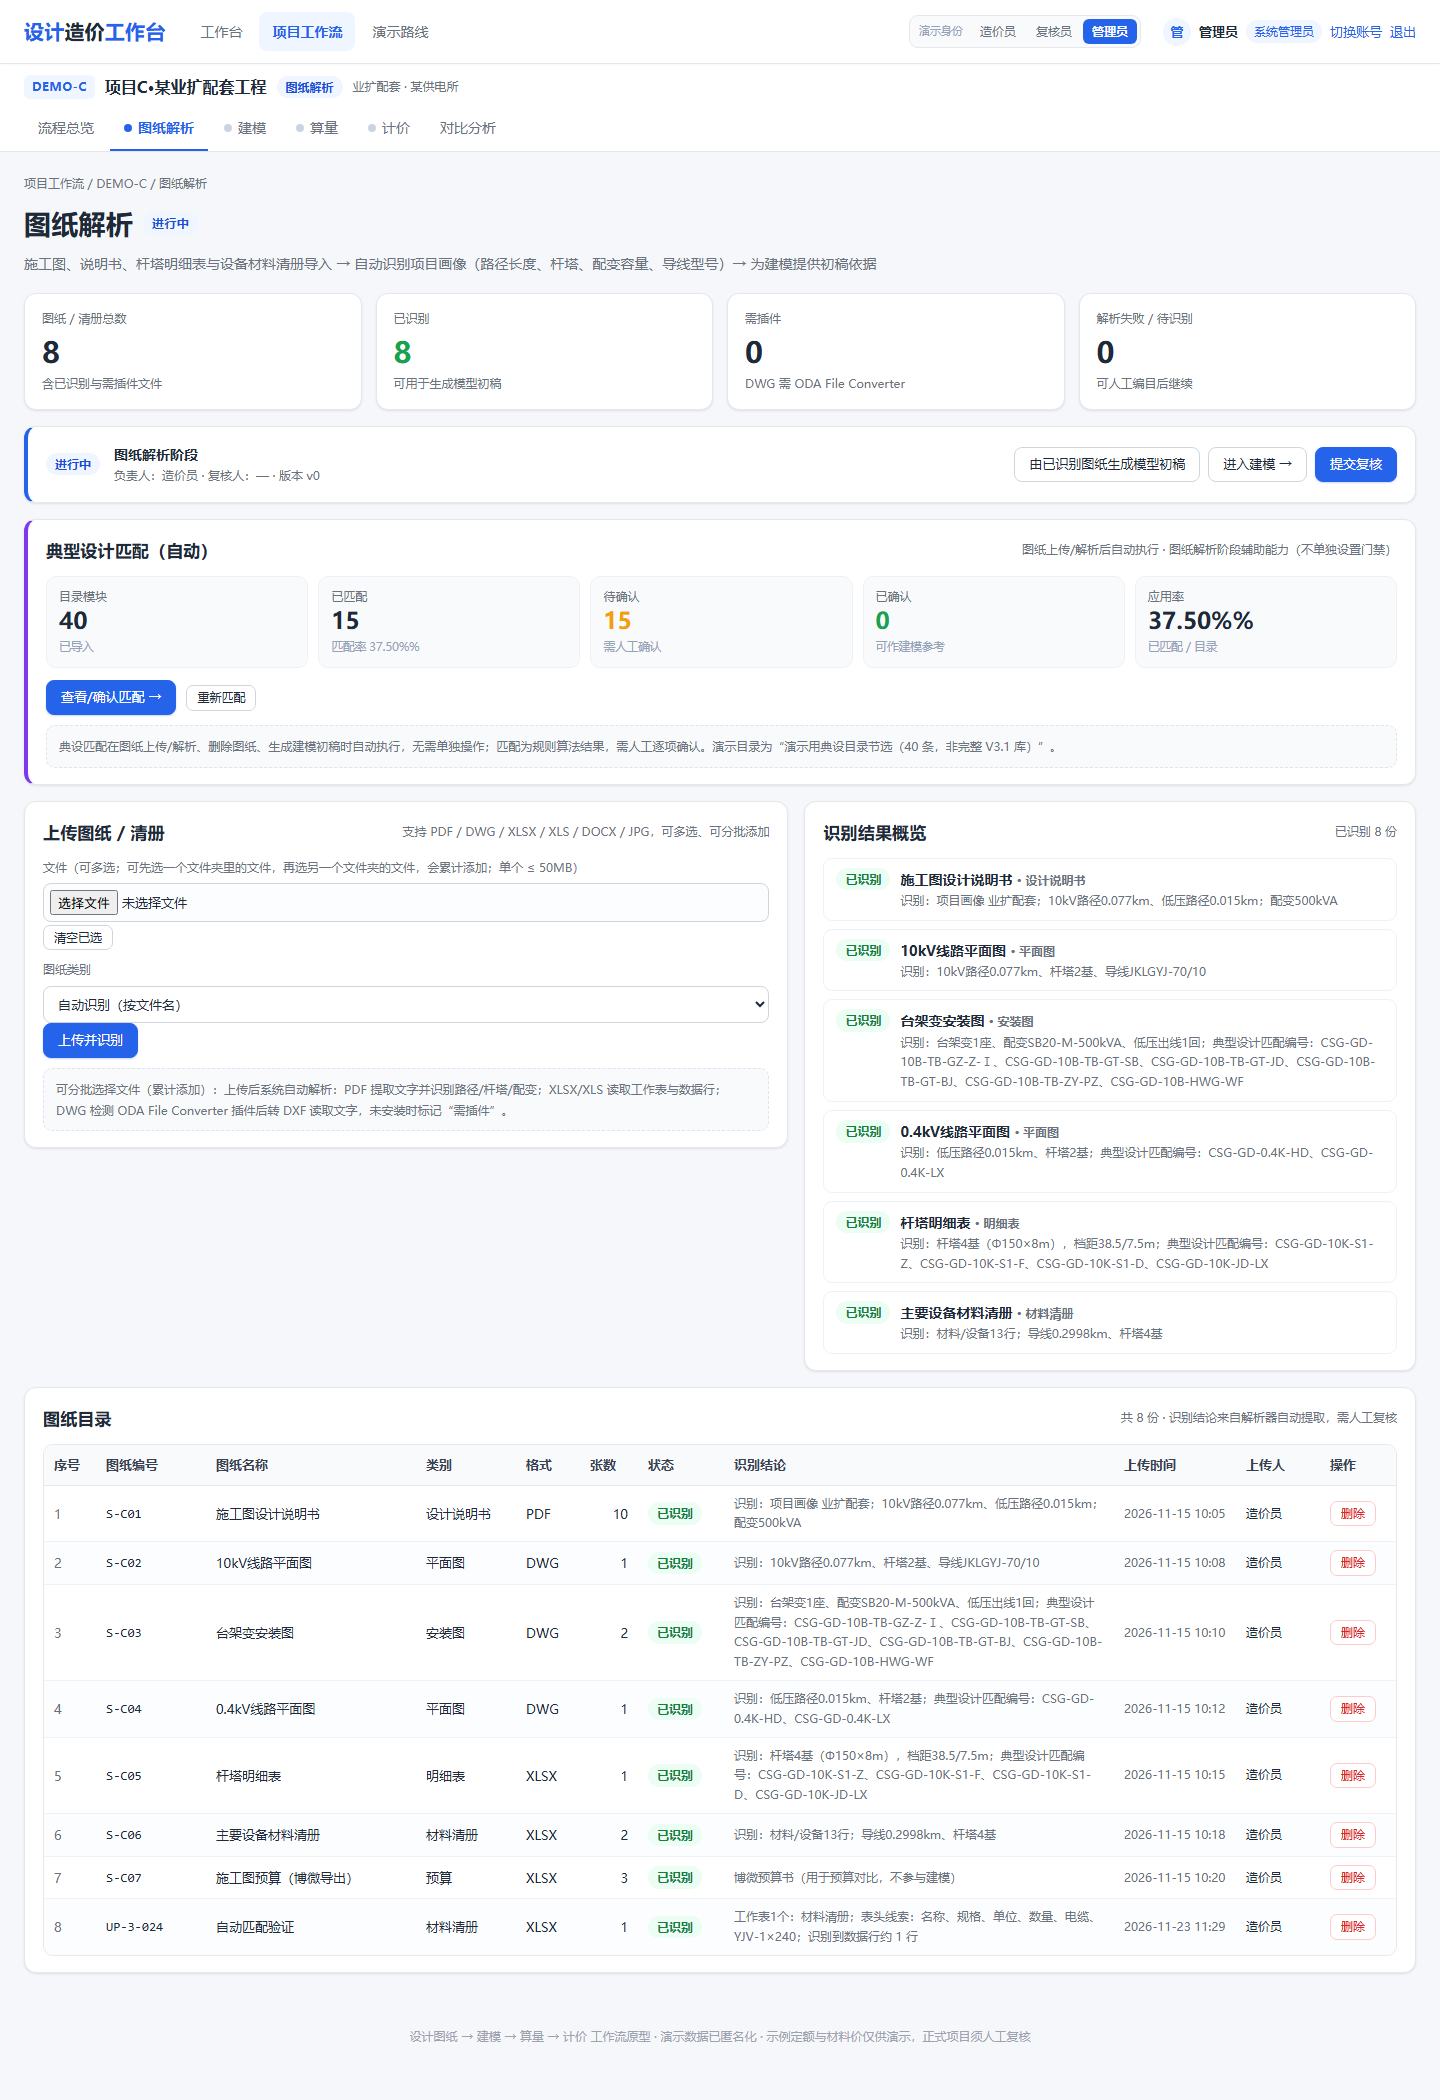 设计造价工作台
工作台
项目工作流
演示路线
演示身份
造价员
复核员
管理员
管
管理员
系统管理员
切换账号
退出
DEMO-C
项目C·某业扩配套工程
图纸解析
业扩配套 · 某供电所
流程总览
图纸解析
建模
算量
计价
对比分析
项目工作流 / DEMO-C / 图纸解析
图纸解析
进行中
施工图、说明书、杆塔明细表与设备材料清册导入 → 自动识别项目画像（路径长度、杆塔、配变容量、导线型号）→ 为建模提供初稿依据
图纸 / 清册总数
8
含已识别与需插件文件
已识别
8
可用于生成模型初稿
需插件
0
DWG 需 ODA File Converter
解析失败 / 待识别
0
可人工编目后继续
进行中
图纸解析阶段
负责人：造价员 · 复核人：— · 版本 v0
由已识别图纸生成模型初稿
进入建模 →
提交复核
典型设计匹配（自动）
图纸上传/解析后自动执行 · 图纸解析阶段辅助能力（不单独设置门禁）
目录模块
40
已导入
已匹配
15
匹配率 37.50%%
待确认
15
需人工确认
已确认
0
可作建模参考
应用率
37.50%%
已匹配 / 目录
查看/确认匹配 →
重新匹配
典设匹配在图纸上传/解析、删除图纸、生成建模初稿时自动执行，无需单独操作；匹配为规则算法结果，需人工逐项确认。演示目录为“演示用典设目录节选（40 条，非完整 V3.1 库）”。
上传图纸 / 清册
支持 PDF / DWG / XLSX / XLS / DOCX / JPG，可多选、可分批添加
文件（可多选；可先选一个文件夹里的文件，再选另一个文件夹的文件，会累计添加；单个 ≤ 50MB）
选择文件 未选择文件
清空已选
图纸类别
自动识别（按文件名）
上传并识别
可分批选择文件（累计添加）：上传后系统自动解析：PDF 提取文字并识别路径/杆塔/配变；XLSX/XLS 读取工作表与数据行；
DWG 检测 ODA File Converter 插件后转 DXF 读取文字，未安装时标记“需插件”。
识别结果概览
已识别 8 份
已识别
施工图设计说明书 · 设计说明书
识别：项目画像 业扩配套；10kV路径0.077km、低压路径0.015km；配变500kVA
已识别
10kV线路平面图 · 平面图
识别：10kV路径0.077km、杆塔2基、导线JKLGYJ-70/10
已识别
台架变安装图 · 安装图
识别：台架变1座、配变SB20-M-500kVA、低压出线1回；典型设计匹配编号：CSG-GD-
10B-TB-GZ-Z-Ⅰ、CSG-GD-10B-TB-GT-SB、CSG-GD-10B-TB-GT-JD、CSG-GD-10B-
TB-GT-BJ、CSG-GD-10B-TB-ZY-PZ、CSG-GD-10B-HWG-WF
已识别
0.4kV线路平面图 · 平面图
识别：低压路径0.015km、杆塔2基；典型设计匹配编号：CSG-GD-0.4K-HD、CSG-GD-
0.4K-LX
已识别
杆塔明细表 · 明细表
识别：杆塔4基（Φ150×8m），档距38.5/7.5m；典型设计匹配编号：CSG-GD-10K-S1-
Z、CSG-GD-10K-S1-F、CSG-GD-10K-S1-D、CSG-GD-10K-JD-LX
已识别
主要设备材料清册 · 材料清册
识别：材料/设备13行；导线0.2998km、杆塔4基
图纸目录
共 8 份 · 识别结论来自解析器自动提取，需人工复核
序号 图纸编号 图纸名称 类别 格式 张数 状态 识别结论 上传时间 上传人 操作
1 S-C01 施工图设计说明书 设计说明书 PDF 10 已识别 识别：项目画像 业扩配套；10kV路径0.077km、低压路径0.015km；
配变500kVA 2026-11-15 10:05 造价员 删除
2 S-C02 10kV线路平面图 平面图 DWG 1 已识别 识别：10kV路径0.077km、杆塔2基、导线JKLGYJ-70/10 2026-11-15 10:08 造价员 删除
3 S-C03 台架变安装图 安装图 DWG 2 已识别 识别：台架变1座、配变SB20-M-500kVA、低压出线1回；典型设计
匹配编号：CSG-GD-10B-TB-GZ-Z-Ⅰ、CSG-GD-10B-TB-GT-SB、
CSG-GD-10B-TB-GT-JD、CSG-GD-10B-TB-GT-BJ、CSG-GD-10B-
TB-ZY-PZ、CSG-GD-10B-HWG-WF 2026-11-15 10:10 造价员 删除
4 S-C04 0.4kV线路平面图 平面图 DWG 1 已识别 识别：低压路径0.015km、杆塔2基；典型设计匹配编号：CSG-GD-
0.4K-HD、CSG-GD-0.4K-LX 2026-11-15 10:12 造价员 删除
5 S-C05 杆塔明细表 明细表 XLSX 1 已识别 识别：杆塔4基（Φ150×8m），档距38.5/7.5m；典型设计匹配编
号：CSG-GD-10K-S1-Z、CSG-GD-10K-S1-F、CSG-GD-10K-S1-
D、CSG-GD-10K-JD-LX 2026-11-15 10:15 造价员 删除
6 S-C06 主要设备材料清册 材料清册 XLSX 2 已识别 识别：材料/设备13行；导线0.2998km、杆塔4基 2026-11-15 10:18 造价员 删除
7 S-C07 施工图预算（博微导出） 预算 XLSX 3 已识别 博微预算书（用于预算对比，不参与建模） 2026-11-15 10:20 造价员 删除
8 UP-3-024 自动匹配验证 材料清册 XLSX 1 已识别 工作表1个：材料清册；表头线索：名称、规格、单位、数量、电缆、
YJV-1×240；识别到数据行约 1 行 2026-11-23 11:29 造价员 删除
设计图纸 → 建模 → 算量 → 计价 工作流原型 · 演示数据已匿名化 · 示例定额与材料价仅供演示，正式项目须人工复核